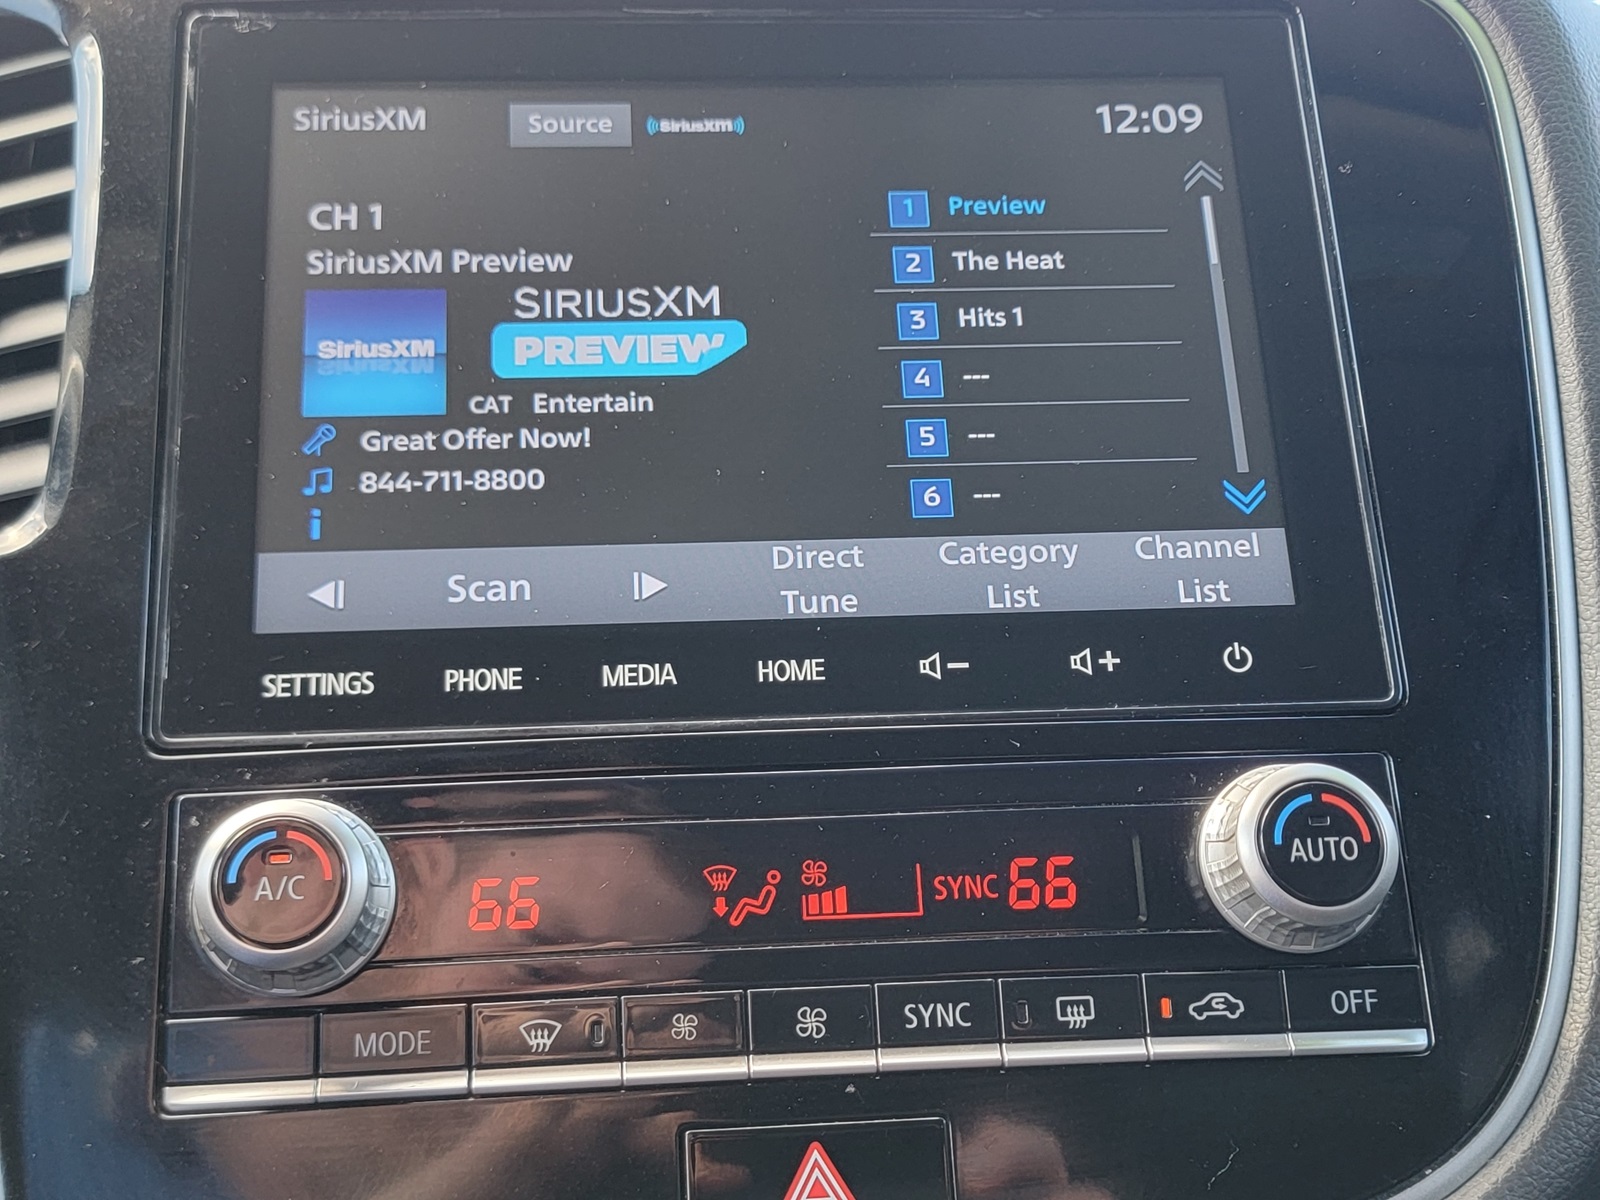 SiriusXM Source SiriusXM 12:09
CH 1
SiriusXM Preview
SiriusXM
SIRIUSXM
PREVIEW
CAT Entertain
Great Offer Now!
844-711-8800
1 Preview
2 The Heat
3 Hits 1
4 ---
5 ---
6 ---
Scan
Direct Tune
Category List
Channel List
SETTINGS PHONE MEDIA HOME
A/C 66 SYNC 66 AUTO
MODE SYNC OFF